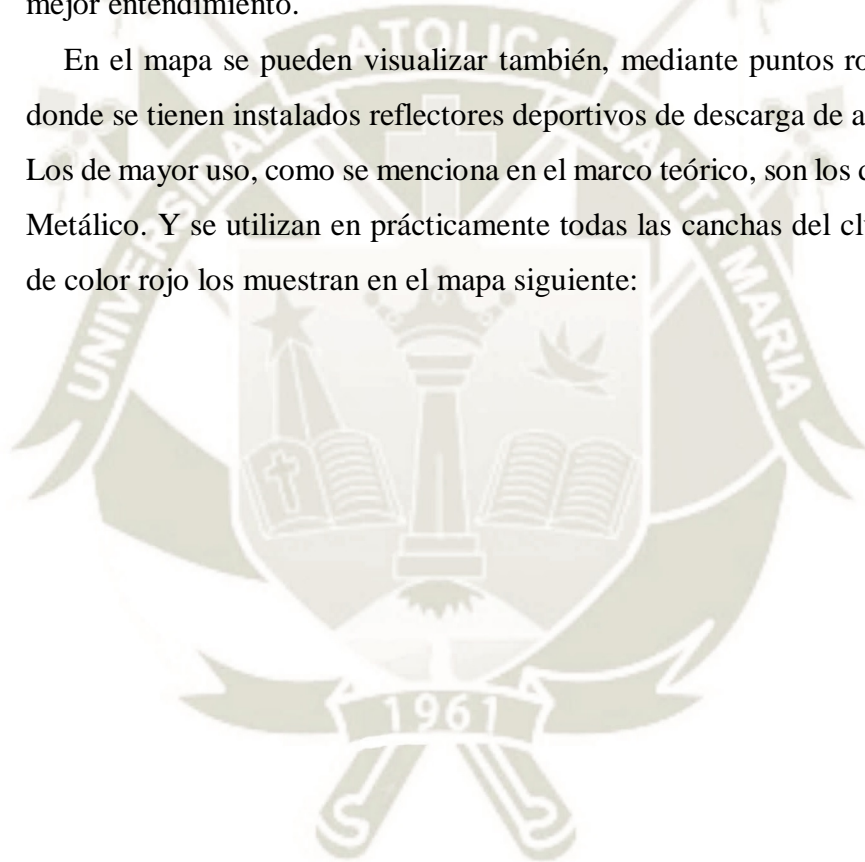 mejor entendimiento.
En el mapa se pueden visualizar también, mediante puntos ro
donde se tienen instalados reflectores deportivos de descarga de a
Los de mayor uso, como se menciona en el marco teórico, son los
Metálico. Y se utilizan en prácticamente todas las canchas del cl
de color rojo los muestran en el mapa siguiente:
UNIVERSIDAD CATOLICA SANTA MARIA
1961